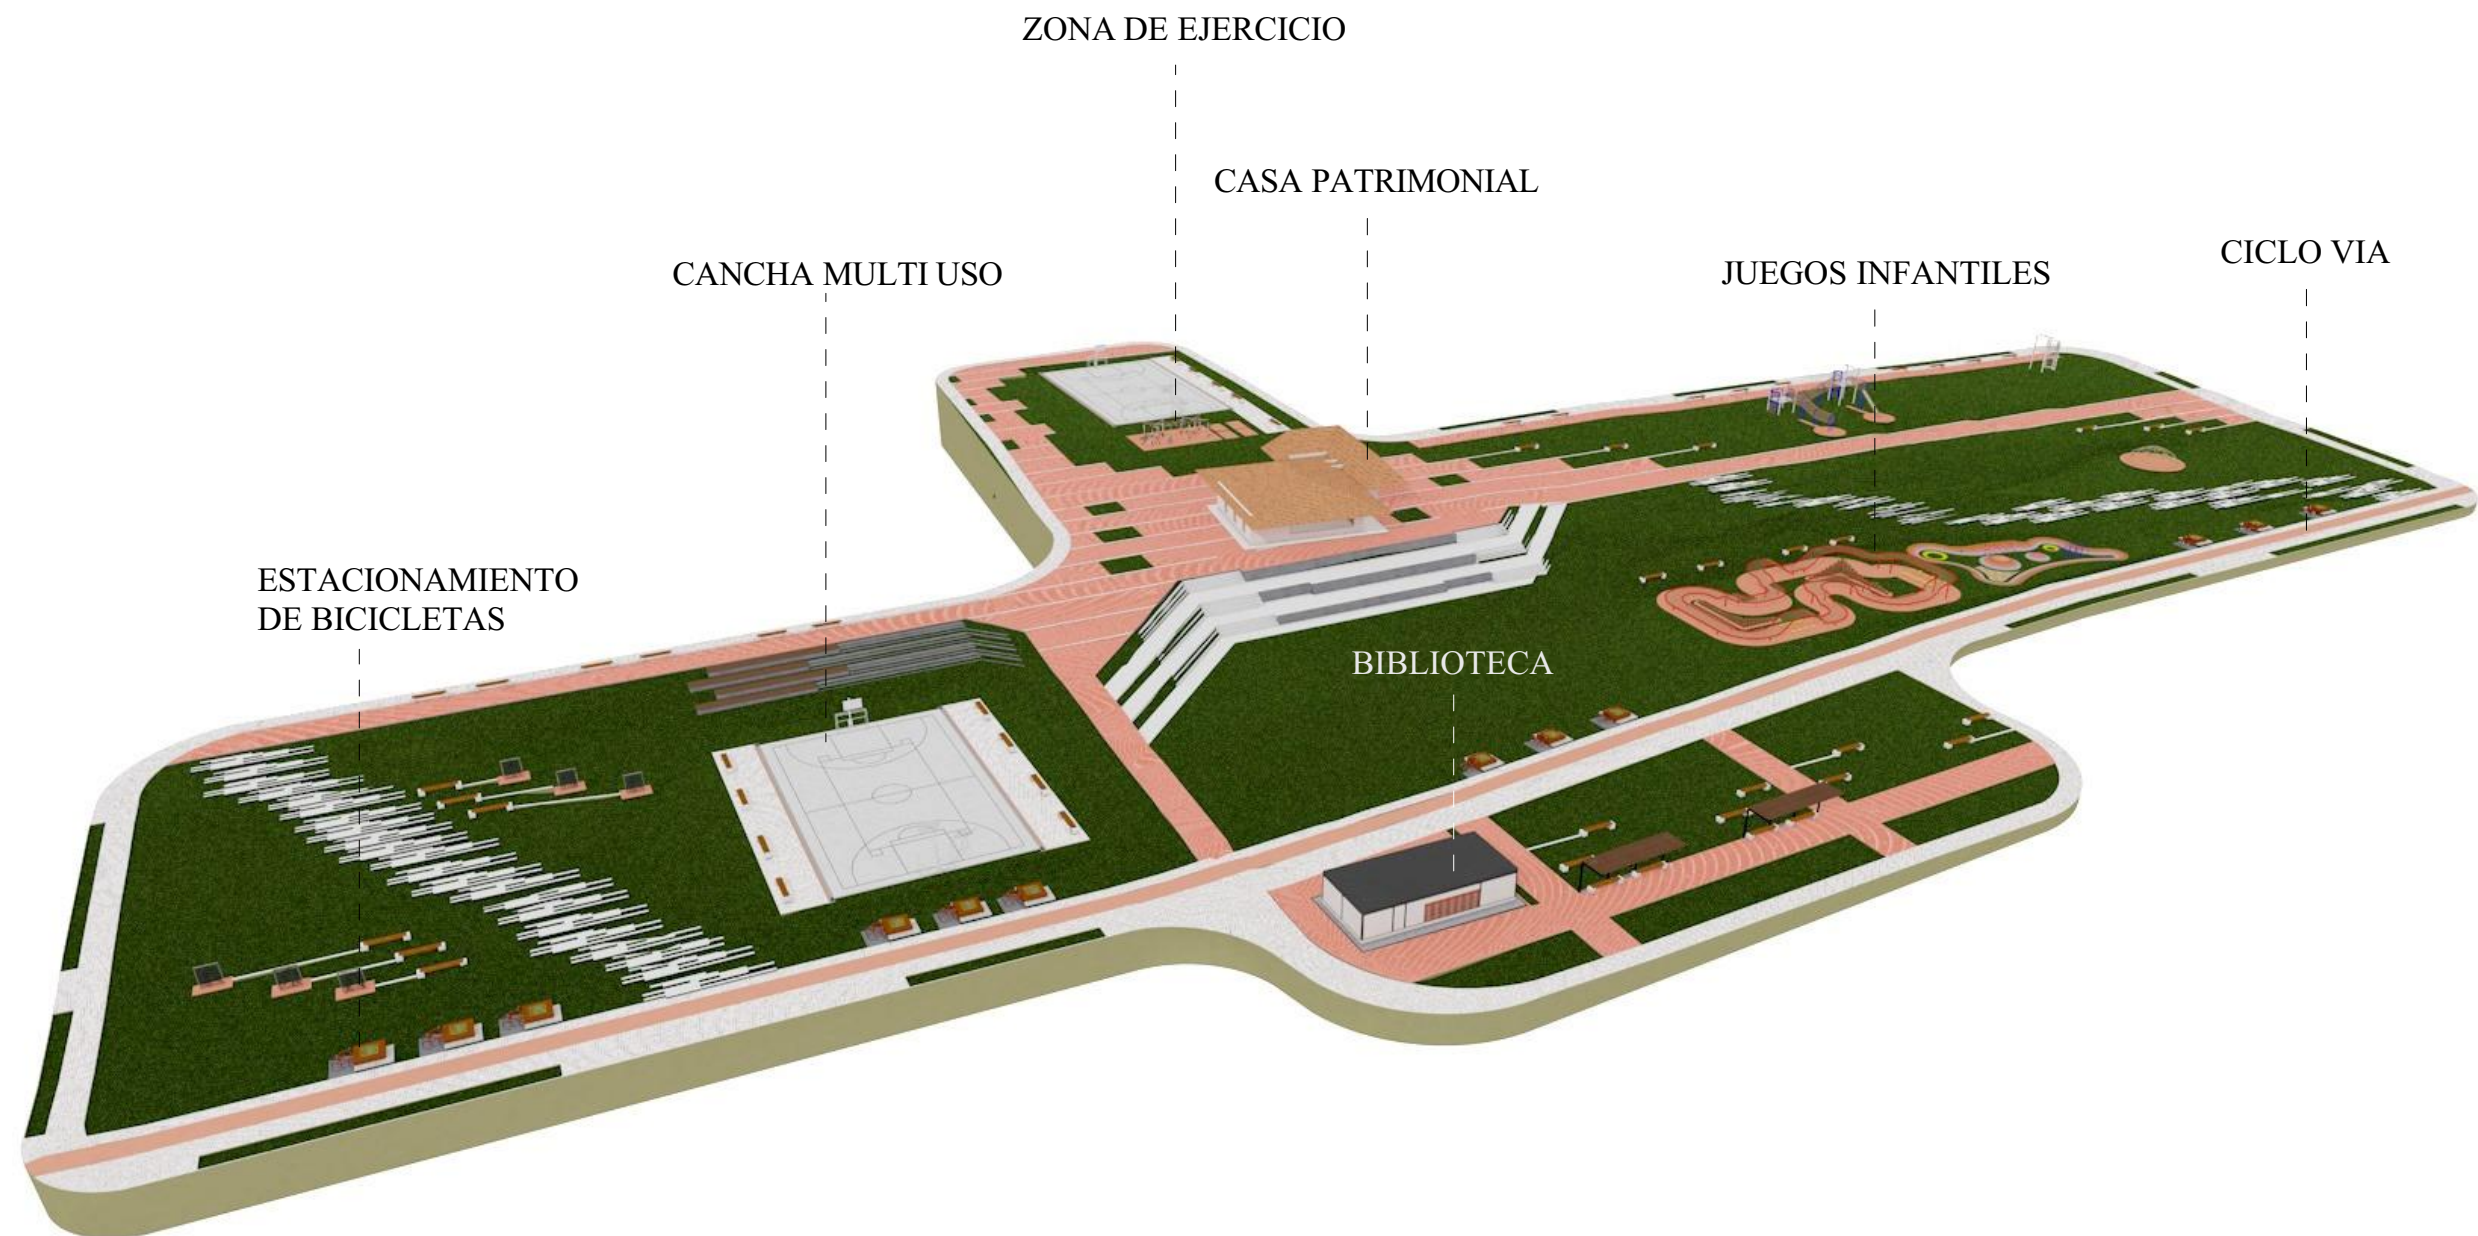 ZONA DE EJERCICIO
CASA PATRIMONIAL
CANCHA MULTI USO
JUEGOS INFANTILES
CICLO VIA
ESTACIONAMIENTO
DE BICICLETAS
BIBLIOTECA